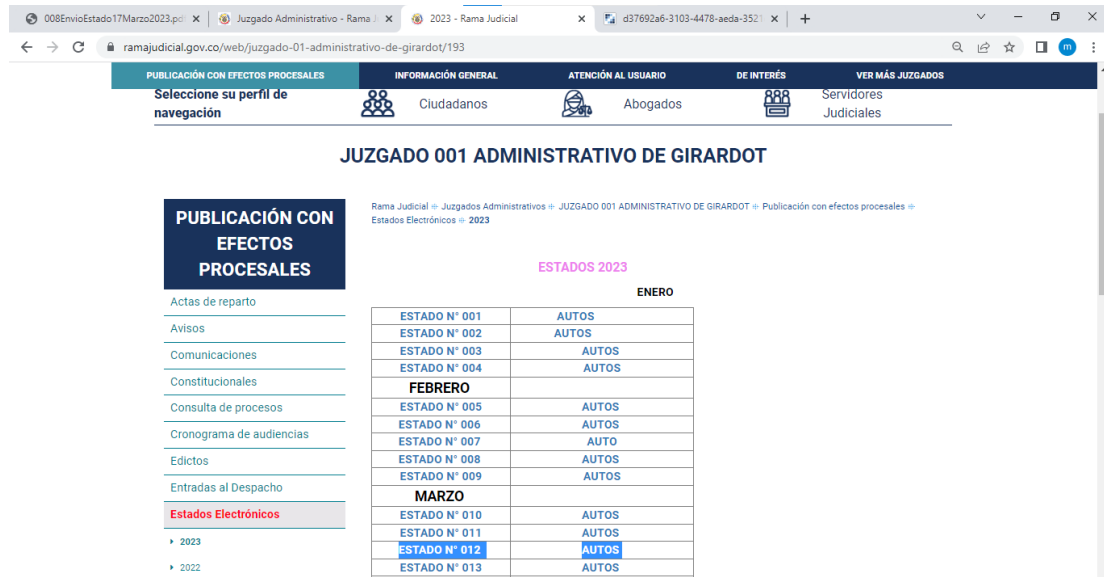 008EnvioEstado17Marzo2023.pd
Juzgado Administrativo - Rama J
2023 - Rama Judicial
d37692a6-3103-4478-aeda-3521
ramajudicial.gov.co/web/juzgado-01-administrativo-de-girardot/193
m
PUBLICACIÓN CON EFECTOS PROCESALES INFORMACIÓN GENERAL ATENCIÓN AL USUARIO DE INTERÉS VER MÁS JUZGADOS
Seleccione su perfil de
navegación
Ciudadanos
Abogados
Servidores
Judiciales
JUZGADO 001 ADMINISTRATIVO DE GIRARDOT
PUBLICACIÓN CON
EFECTOS
PROCESALES
Actas de reparto
Avisos
Comunicaciones
Constitucionales
Consulta de procesos
Cronograma de audiencias
Edictos
Entradas al Despacho
Estados Electrónicos
2023
2022
Rama Judicial Juzgados Administrativos JUZGADO 001 ADMINISTRATIVO DE GIRARDOT Publicación con efectos procesales
Estados Electrónicos 2023
ESTADOS 2023
ENERO
ESTADO N° 001 AUTOS
ESTADO N° 002 AUTOS
ESTADO N° 003 AUTOS
ESTADO N° 004 AUTOS
FEBRERO
ESTADO N° 005 AUTOS
ESTADO N° 006 AUTOS
ESTADO N° 007 AUTO
ESTADO N° 008 AUTOS
ESTADO N° 009 AUTOS
MARZO
ESTADO N° 010 AUTOS
ESTADO N° 011 AUTOS
ESTADO N° 012 AUTOS
ESTADO N° 013 AUTOS